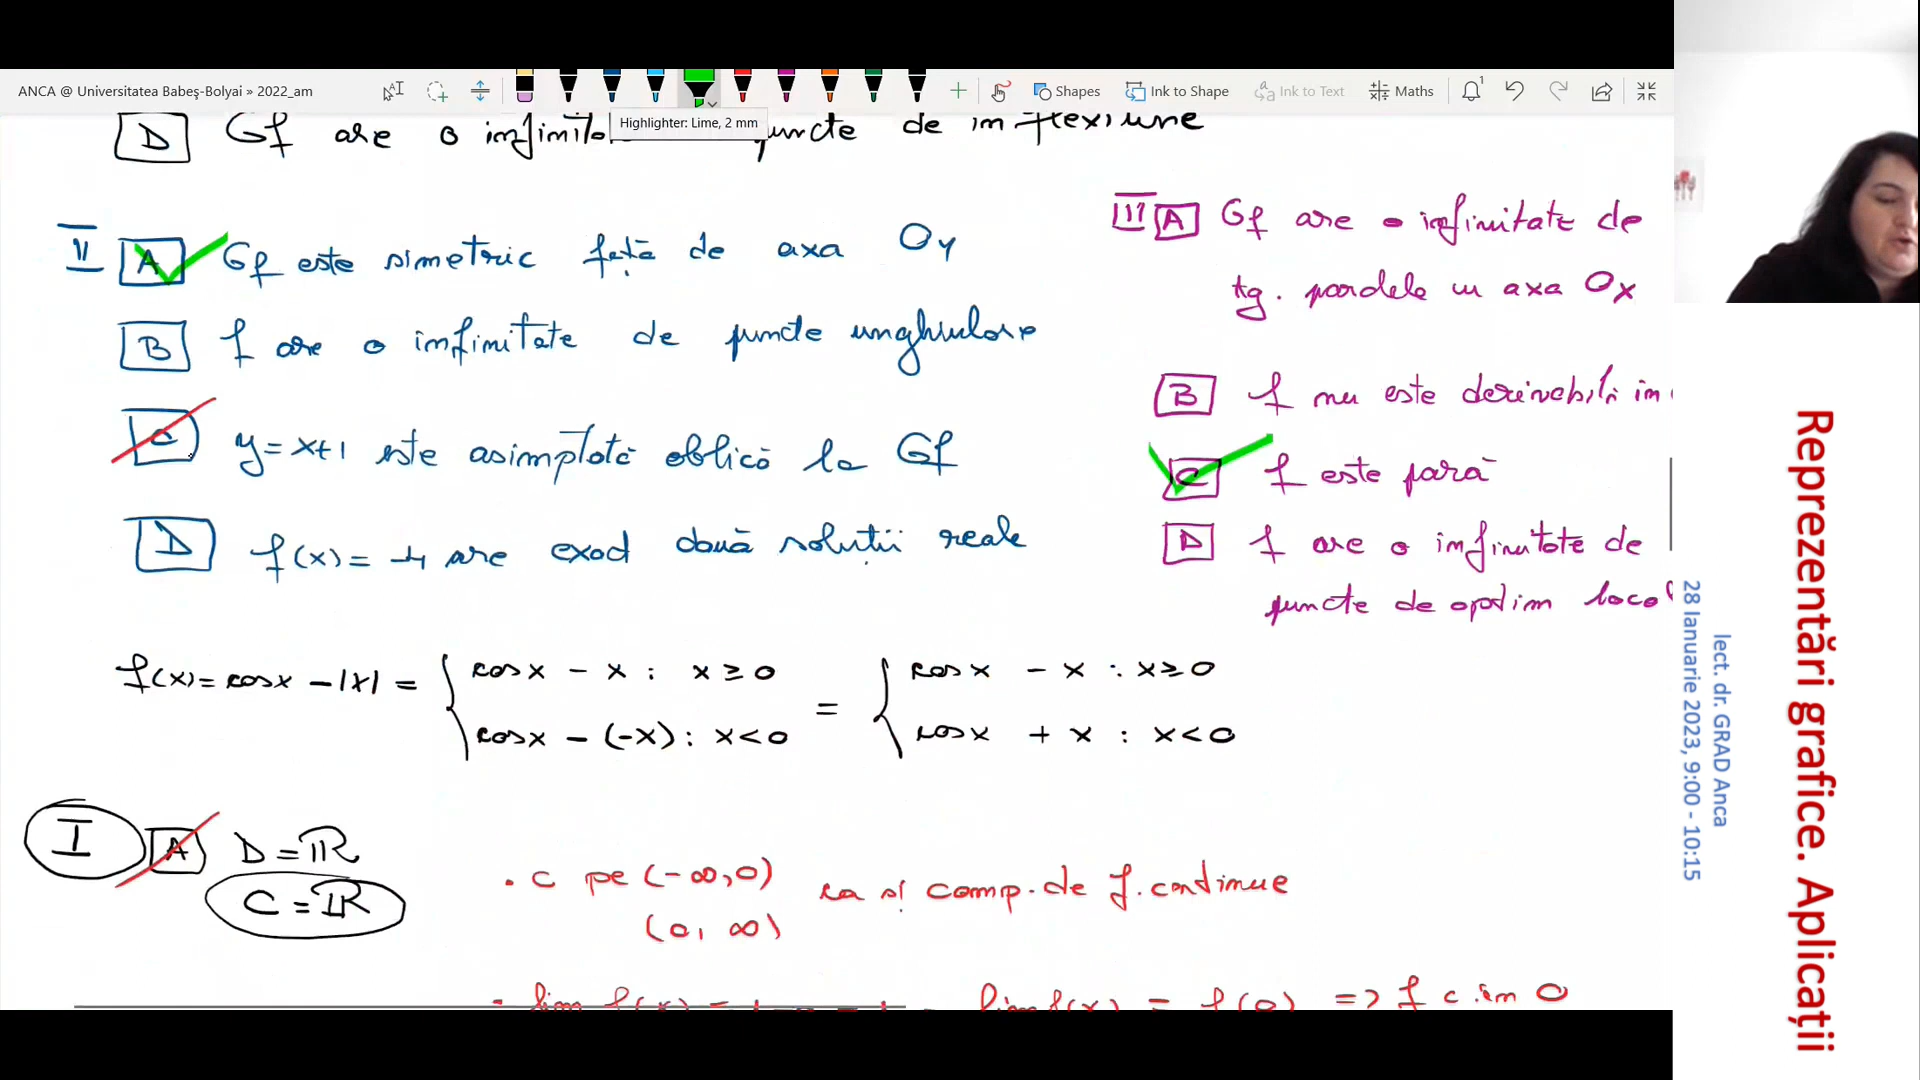 ANCA @ Universitatea Babeş-Bolyai » 2022_am
Shapes
Ink to Shape
Ink to Text
Maths
1
Highlighter: Lime, 2 mm
D Gf are o infinit puncte de inflexiune
II A Gf este simetric față de axa Oy
B f are o infinitate de puncte unghiulare
C y = x+1 este asimptotă oblică la Gf
D f(x) = -4 are exact două soluții reale
III A Gf are o infinitate de
tg. paralele cu axa Ox
B f nu este derivabilă în
C f este pară
D f are o infinitate de
puncte de optim local
f(x) = cosx - |x| = { cosx - x : x ≥ 0 = { cosx - x : x ≥ 0
cosx - (-x) : x < 0 cosx + x : x < 0
I A D = ℝ
C = ℝ
. c pe (-∞, 0) ca și comp. de f. continue
(0, ∞)
= f(0) => f c în 0
Reprezentări grafice. Aplicații
lect. dr. GRAD Anca
28 Ianuarie 2023, 9:00 - 10:15